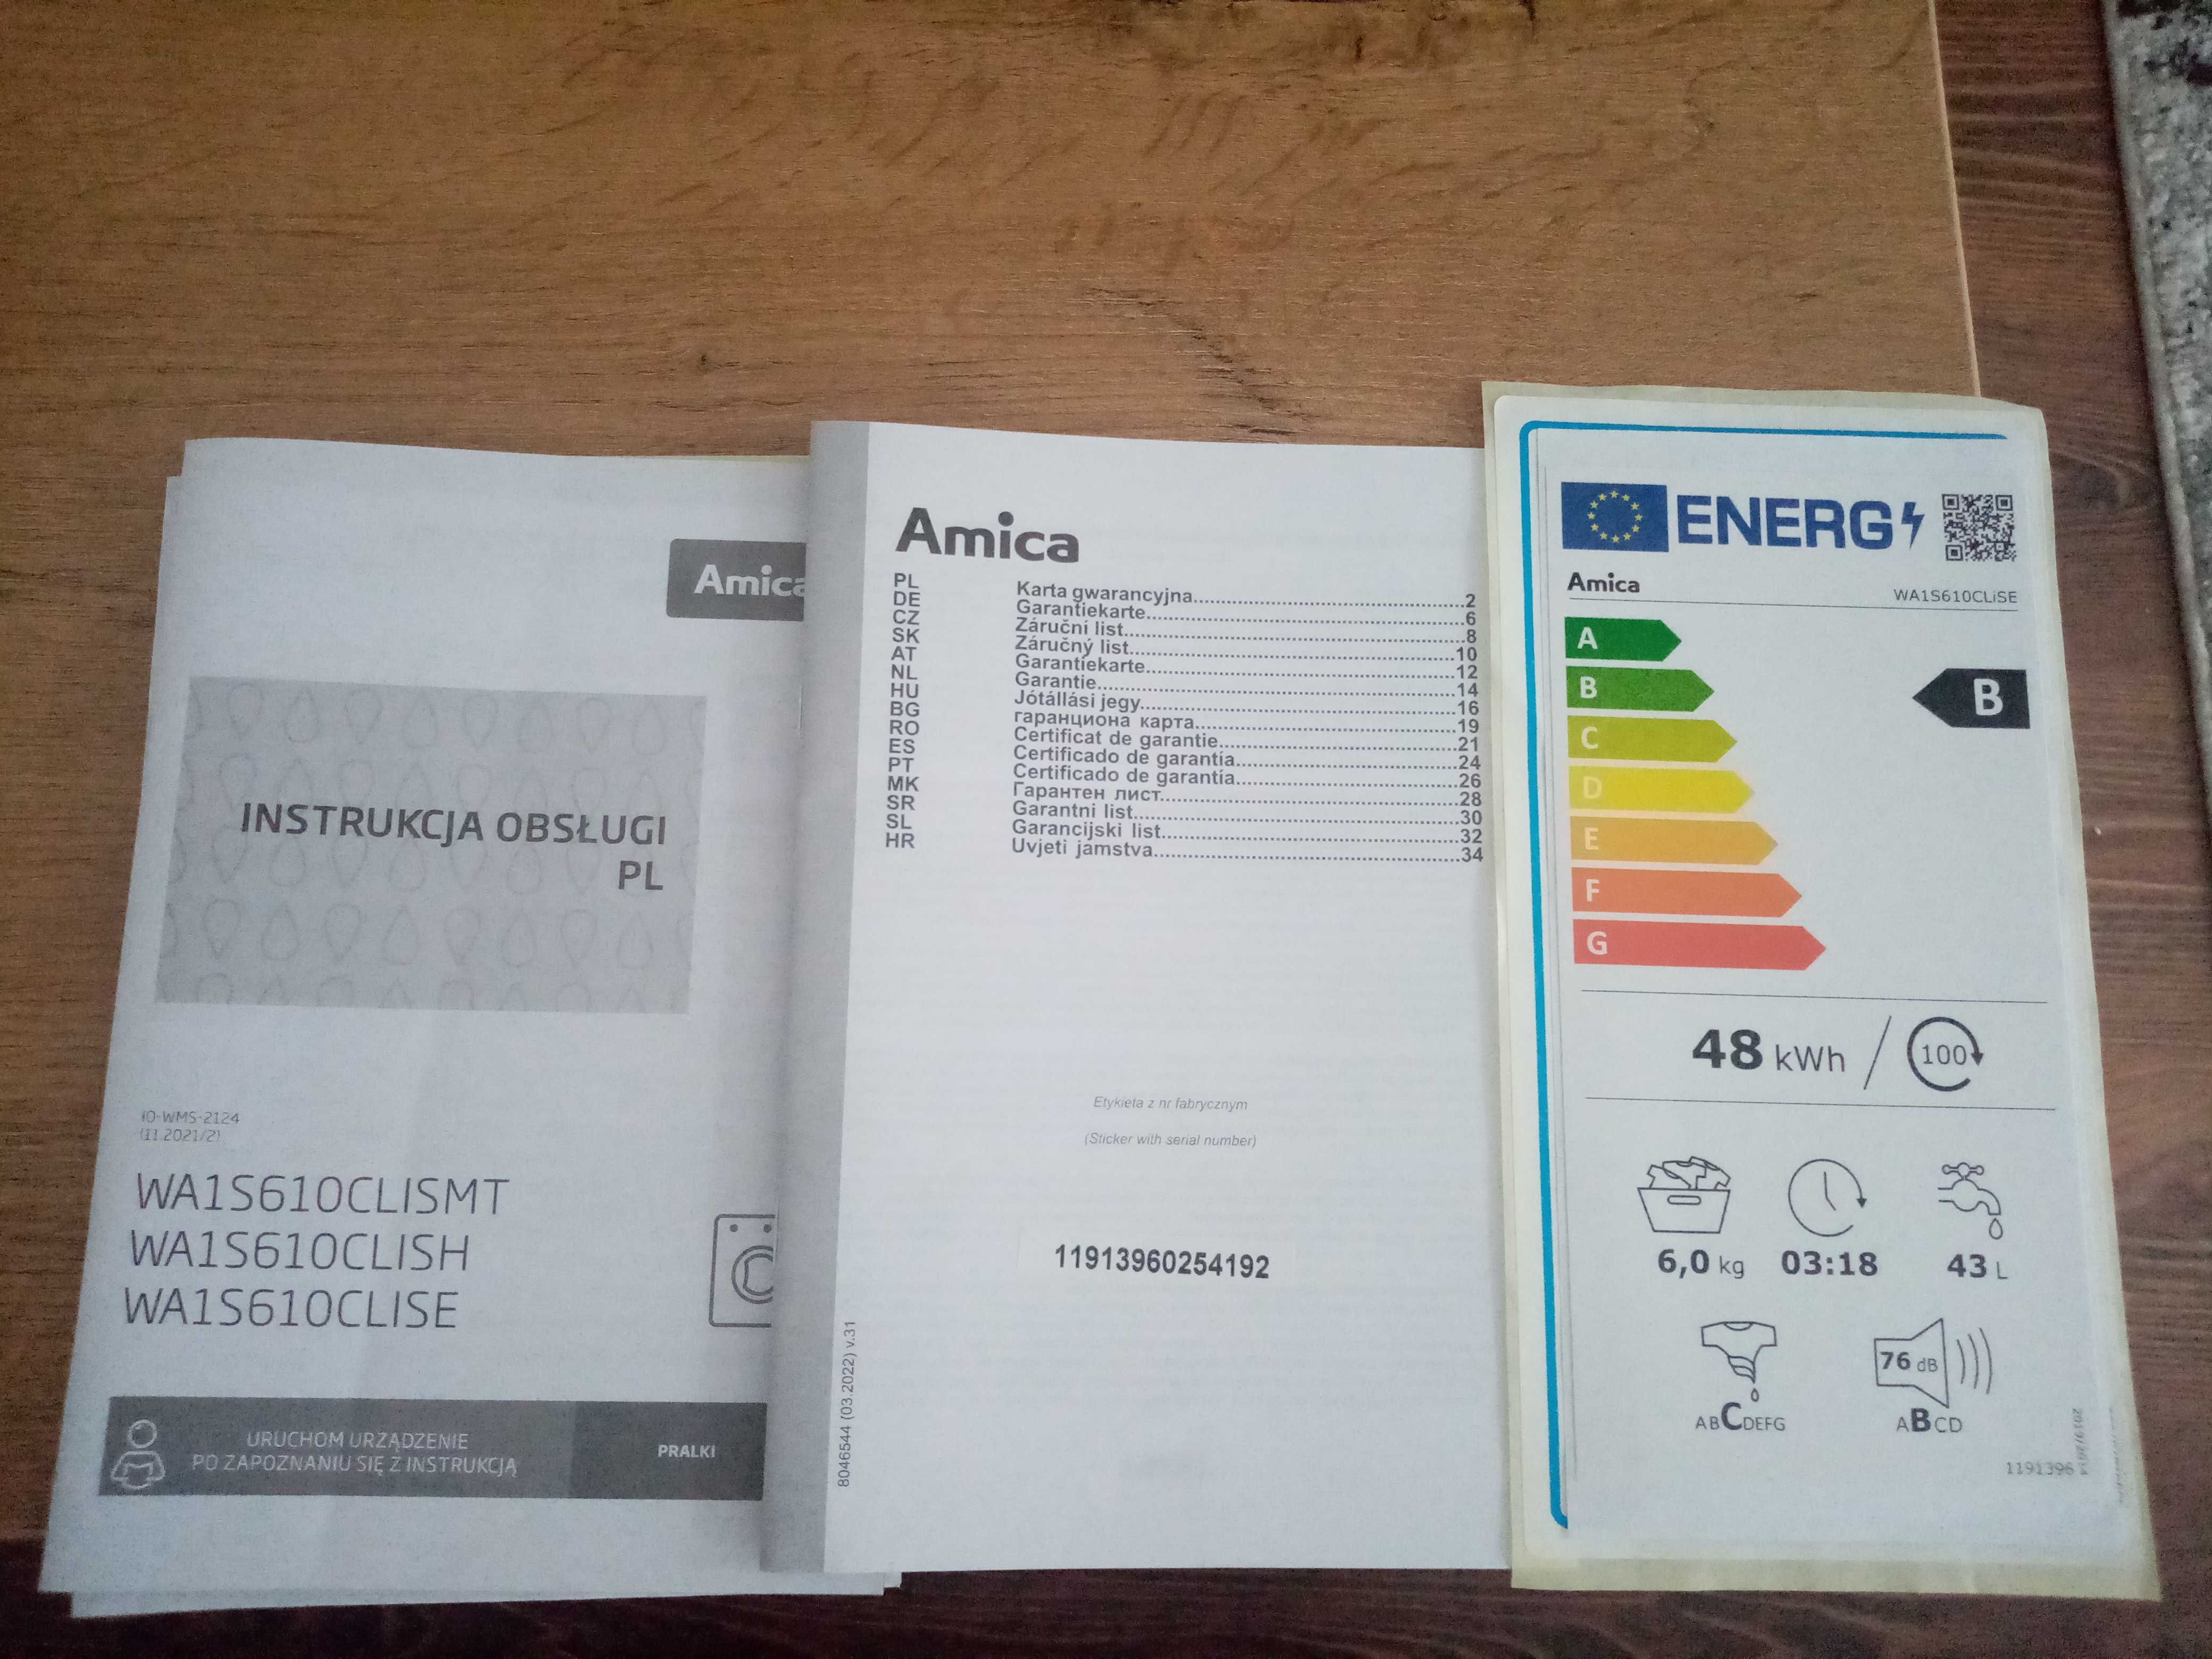 Amica
INSTRUKCJA OBSŁUGI
PL
IO-WMS-2124
(11.2021/2)
WA1S610CLISMT
WA1S610CLISH
WA1S610CLISE
URUCHOM URZĄDZENIE
PO ZAPOZNANIU SIĘ Z INSTRUKCJĄ
PRALKI
Amica
PL Karta gwarancyjna 2
DE Garantiekarte 6
CZ Záruční list 8
SK Záručný list 10
AT Garantiekarte 12
NL Garantie 14
HU Jótállási jegy 16
BG гаранциона карта 19
RO Certificat de garantie 21
ES Certificado de garantía 24
PT Certificado de garantía 26
MK Гарантен лист 28
SR Garantni list 30
SL Garancijski list 32
HR Uvjeti jamstva 34
Etykieta z nr fabrycznym
(Sticker with serial number)
11913960254192
8046544 (03.2022) v.31
ENERG
Amica
WA1S610CLiSE
A
B
B
C
D
E
F
G
48 kWh / 100
6,0 kg 03:18 43 L
76 dB
ABCDEFG ABCD
1191396